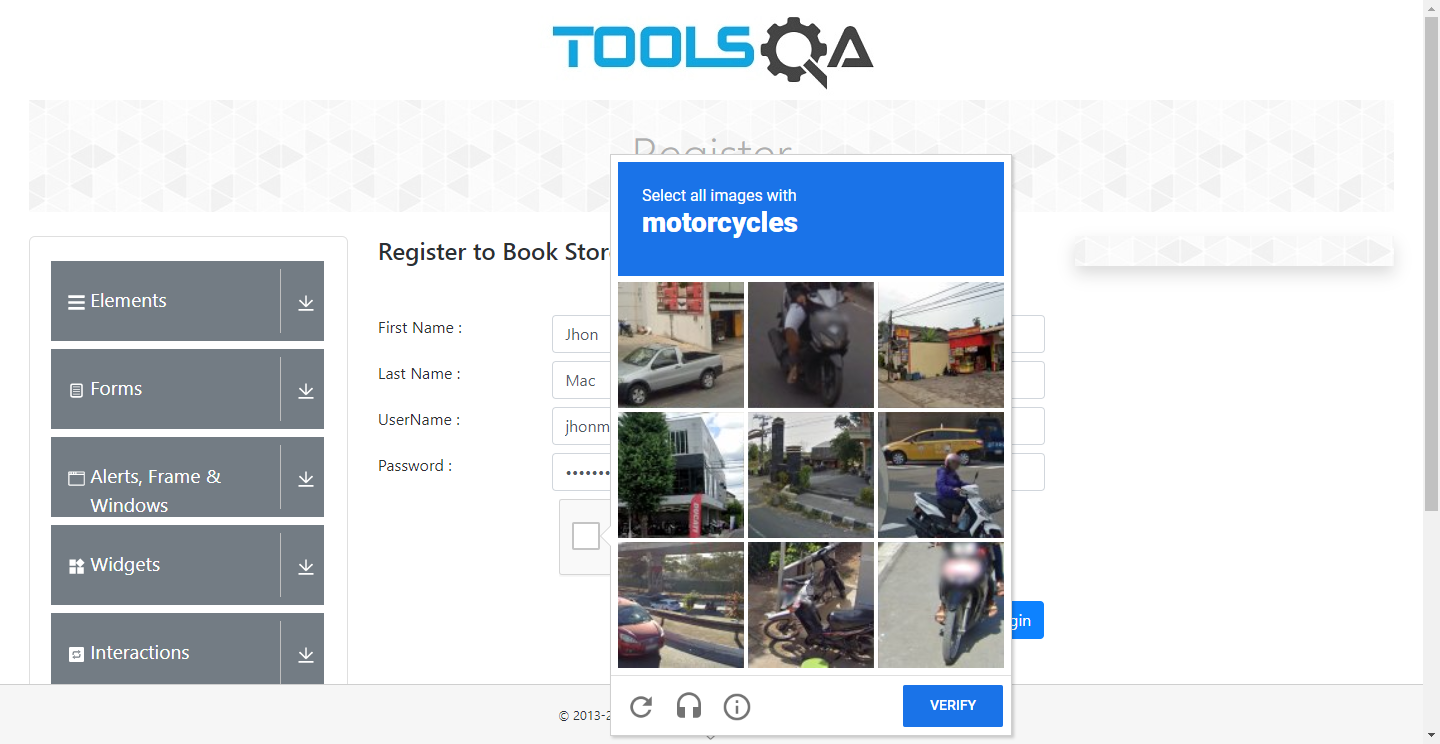 TOOLSQA
Register
Elements
Forms
Alerts, Frame &
Windows
Widgets
Interactions
Register to Book Stor
First Name :
Jhon
Last Name :
Mac
UserName :
jhonm
Password :
••••••••
Select all images with
motorcycles
VERIFY
gin
© 2013-2